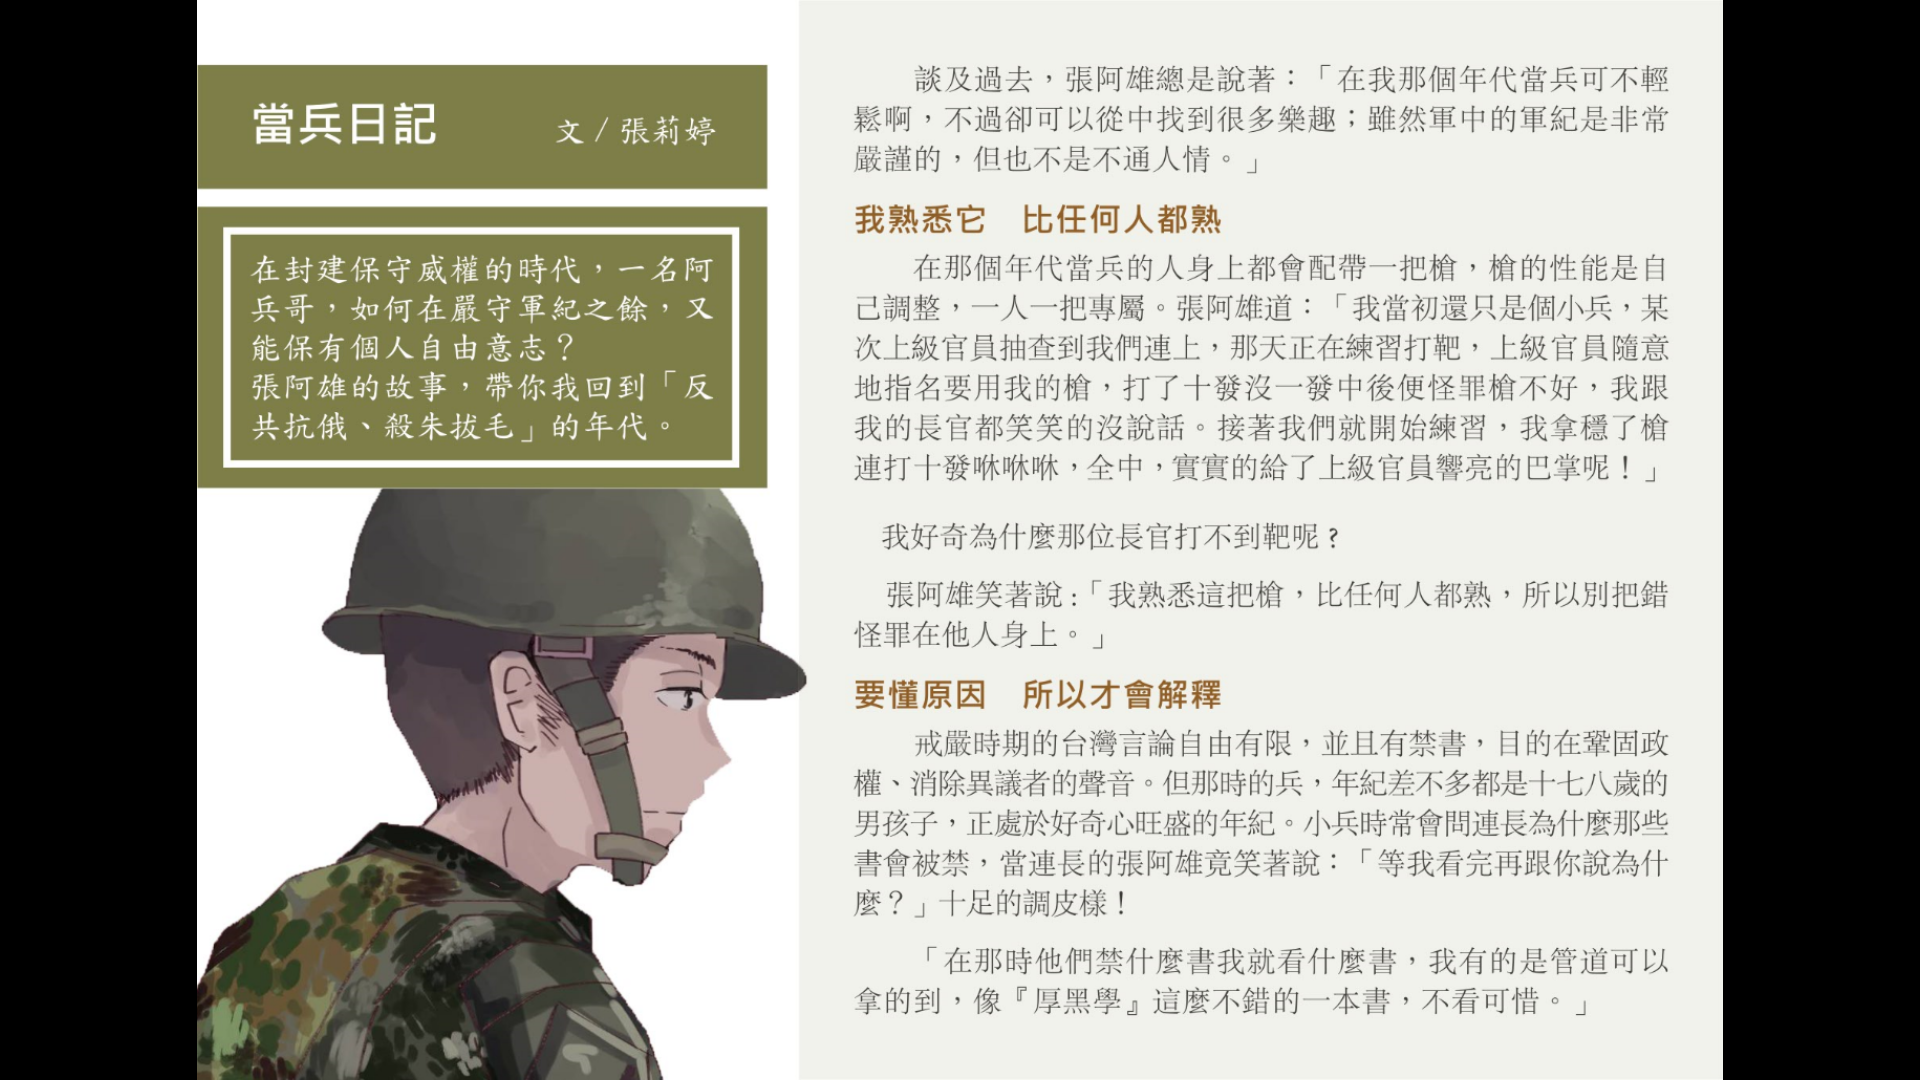 當兵日記
文/張莉婷
在封建保守威權的時代，一名阿
兵哥，如何在嚴守軍紀之餘，又
能保有個人自由意志？
張阿雄的故事，帶你我回到「反
共抗俄、殺朱拔毛」的年代。
談及過去，張阿雄總是說著：「在我那個年代當兵可不輕
鬆啊，不過卻可以從中找到很多樂趣；雖然軍中的軍紀是非常
嚴謹的，但也不是不通人情。」
我熟悉它　比任何人都熟
在那個年代當兵的人身上都會配帶一把槍，槍的性能是自
己調整，一人一把專屬。張阿雄道：「我當初還只是個小兵，某
次上級官員抽查到我們連上，那天正在練習打靶，上級官員隨意
地指名要用我的槍，打了十發沒一發中後便怪罪槍不好，我跟
我的長官都笑笑的沒說話。接著我們就開始練習，我拿穩了槍
連打十發咻咻咻，全中，實實的給了上級官員響亮的巴掌呢！」
我好奇為什麼那位長官打不到靶呢?
張阿雄笑著說:「我熟悉這把槍，比任何人都熟，所以別把錯
怪罪在他人身上。」
要懂原因　所以才會解釋
戒嚴時期的台灣言論自由有限，並且有禁書，目的在鞏固政
權、消除異議者的聲音。但那時的兵，年紀差不多都是十七八歲的
男孩子，正處於好奇心旺盛的年紀。小兵時常會問連長為什麼那些
書會被禁，當連長的張阿雄竟笑著說：「等我看完再跟你說為什
麼？」十足的調皮樣！
「在那時他們禁什麼書我就看什麼書，我有的是管道可以
拿的到，像『厚黑學』這麼不錯的一本書，不看可惜。」